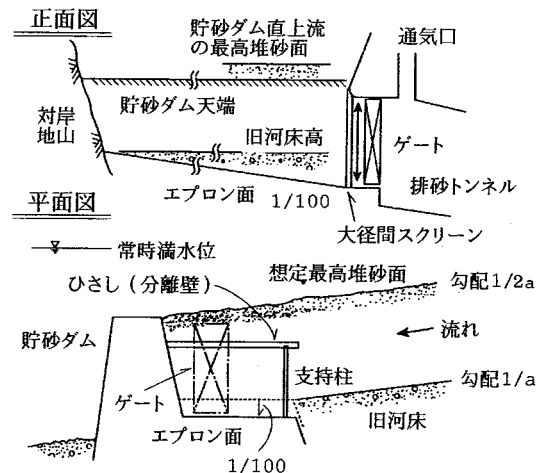 正面図
貯砂ダム直上流
の最高堆砂面
通気口
貯砂ダム天端
対岸
地山
旧河床高
ゲート
エプロン面
1/100
排砂トンネル
大径間スクリーン
平面図
常時満水位
ひさし(分離壁)
想定最高堆砂面
勾配1/2a
貯砂ダム
流れ
支持柱
勾配1/a
ゲート
旧河床
エプロン面
1/100